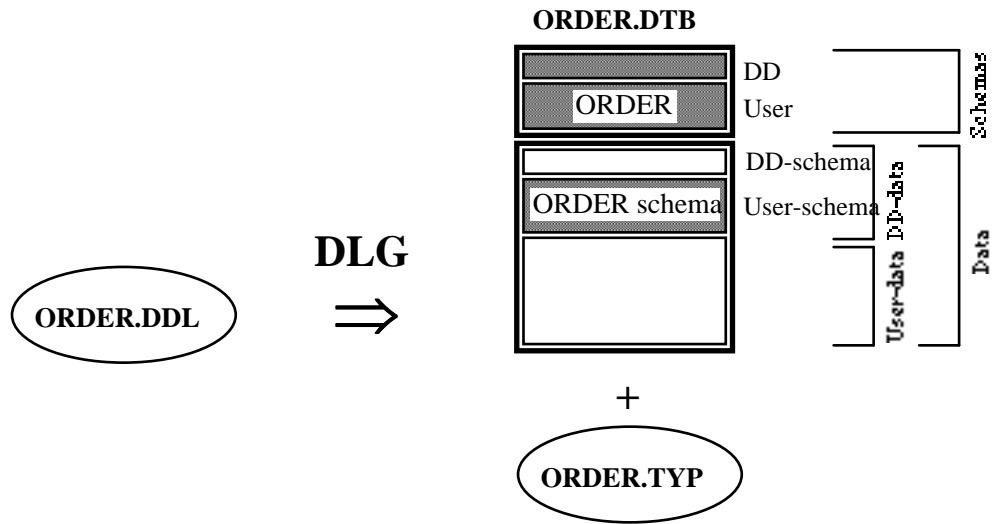 ORDER.DTB
DD
ORDER
User
Schemas
DD-schema
ORDER schema
User-schema
DD-data
User-data
Data
DLG
⇒
ORDER.DDL
+
ORDER.TYP